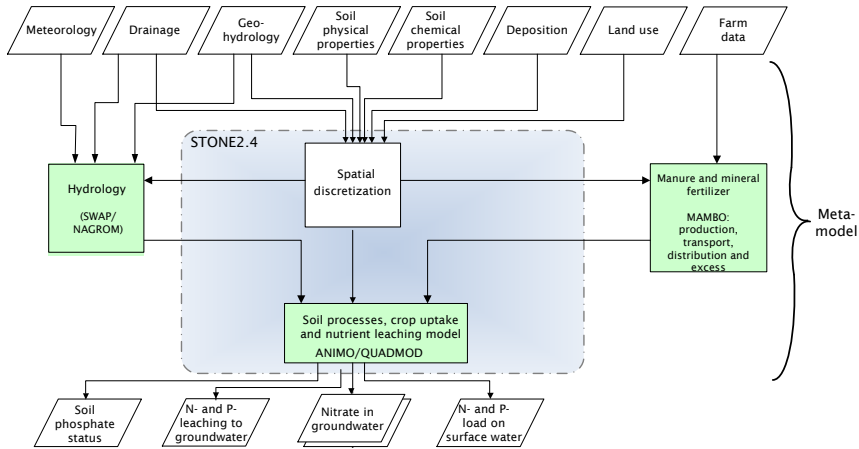 Meteorology
Drainage
Geo-
hydrology
Soil
physical
properties
Soil
chemical
properties
Deposition
Land use
Farm
data
STONE2.4
Hydrology
(SWAP/
NAGROM)
Spatial
discretization
Manure and mineral
fertilizer
MAMBO:
production,
transport,
distribution and
excess
Meta-
model
Soil processes, crop uptake
and nutrient leaching model
ANIMO/QUADMOD
Soil
phosphate
status
N- and P-
leaching to
groundwater
Nitrate in
groundwater
N- and P-
load on
surface water